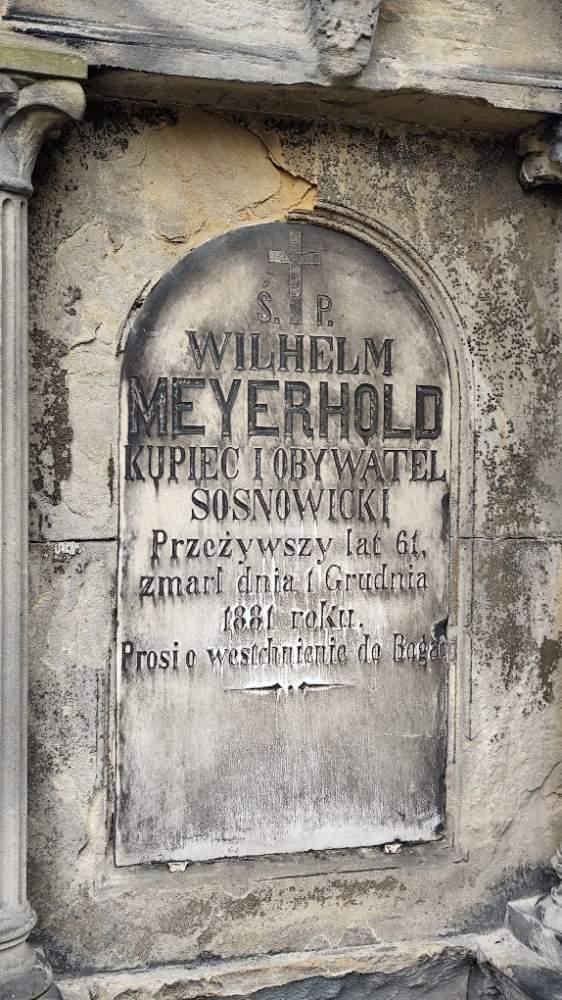 Ś. P.
WILHELM
MEYERHOLD
KUPIEC I OBYWATEL
SOSNOWICKI
Przeżywszy lat 61,
zmarł dnia 1 Grudnia
1881 roku.
Prosi o westchnienie do Boga